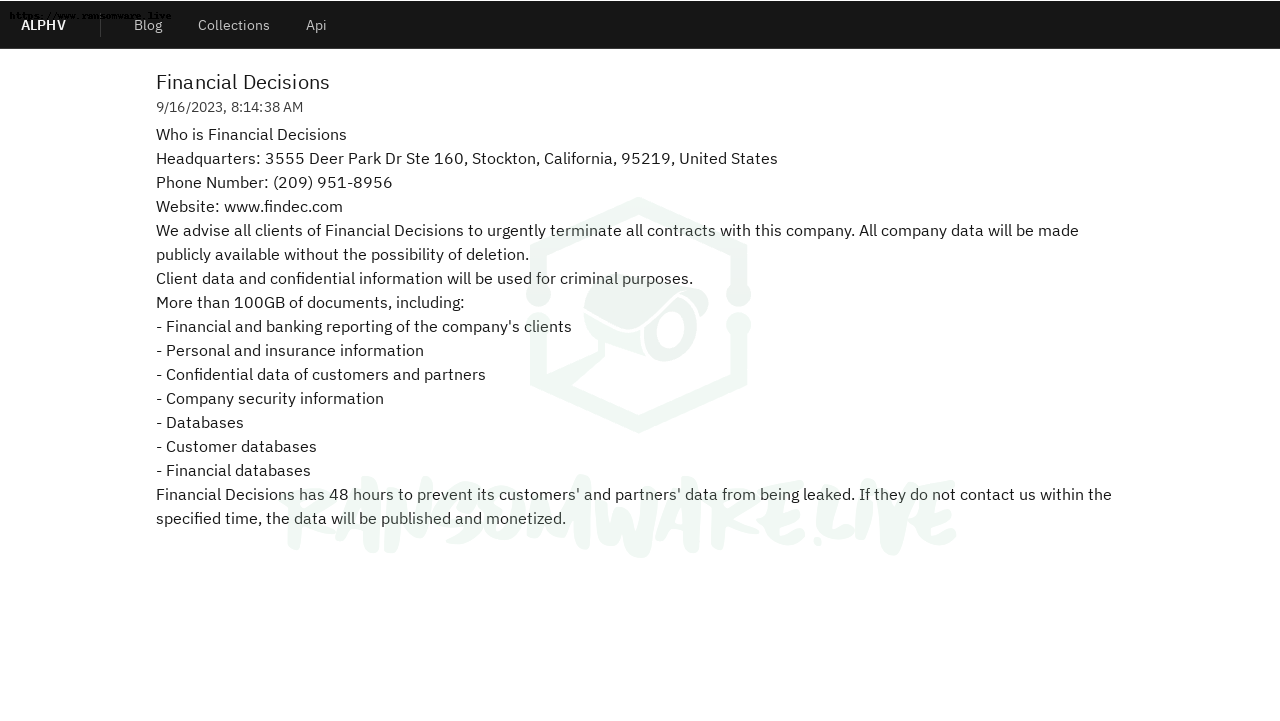 https://www.ransomware.live
ALPHV Blog Collections Api
Financial Decisions
9/16/2023, 8:14:38 AM
Who is Financial Decisions
Headquarters: 3555 Deer Park Dr Ste 160, Stockton, California, 95219, United States
Phone Number: (209) 951-8956
Website: www.findec.com
We advise all clients of Financial Decisions to urgently terminate all contracts with this company. All company data will be made
publicly available without the possibility of deletion.
Client data and confidential information will be used for criminal purposes.
More than 100GB of documents, including:
- Financial and banking reporting of the company's clients
- Personal and insurance information
- Confidential data of customers and partners
- Company security information
- Databases
- Customer databases
- Financial databases
Financial Decisions has 48 hours to prevent its customers' and partners' data from being leaked. If they do not contact us within the
specified time, the data will be published and monetized.
RANSOMWARE.LIVE